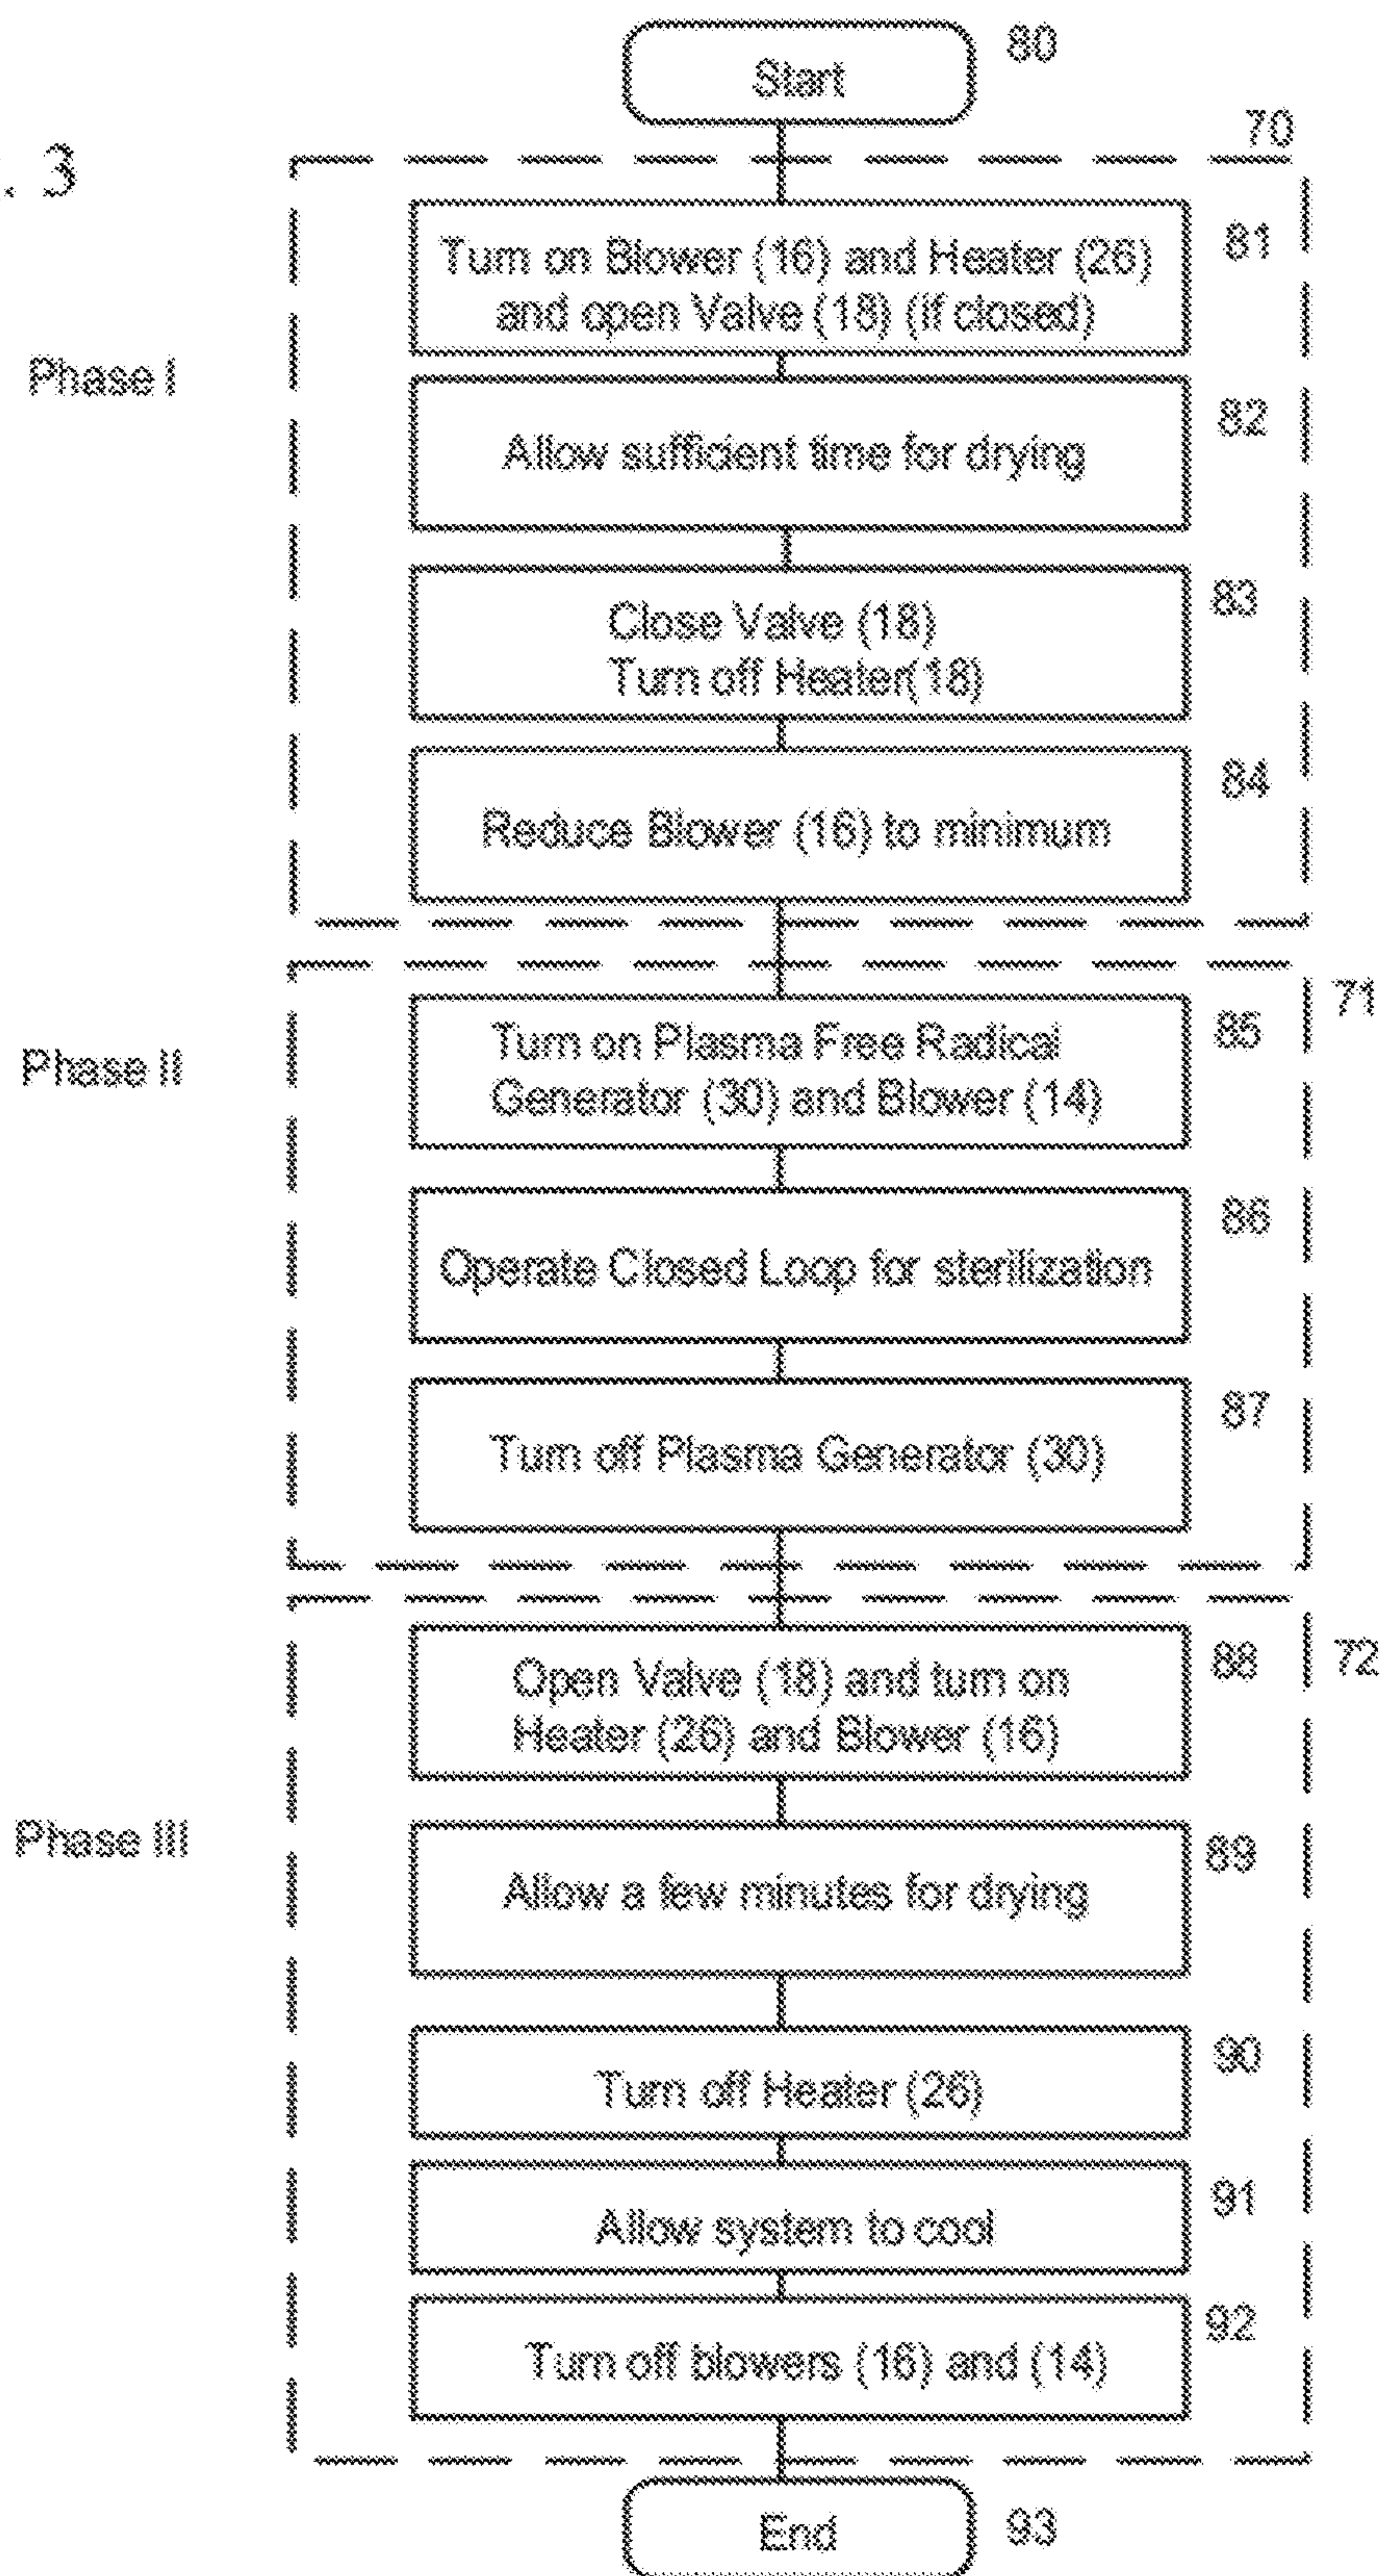 Start
80
. 3
70
Turn on Blower (16) and Heater (26)
and open Valve (18) (if closed)
81
Phase I
Allow sufficient time for drying
82
Close Valve (18)
Turn off Heater(18)
83
Reduce Blower (16) to minimum
84
71
Turn on Plasma Free Radical
Generator (30) and Blower (14)
85
Phase II
Operate Closed Loop for sterilization
86
Turn off Plasma Generator (30)
87
Open Valve (18) and turn on
Heater (26) and Blower (16)
88
72
Phase III
Allow a few minutes for drying
89
Turn off Heater (26)
90
Allow system to cool
91
Turn off blowers (16) and (14)
92
End
93